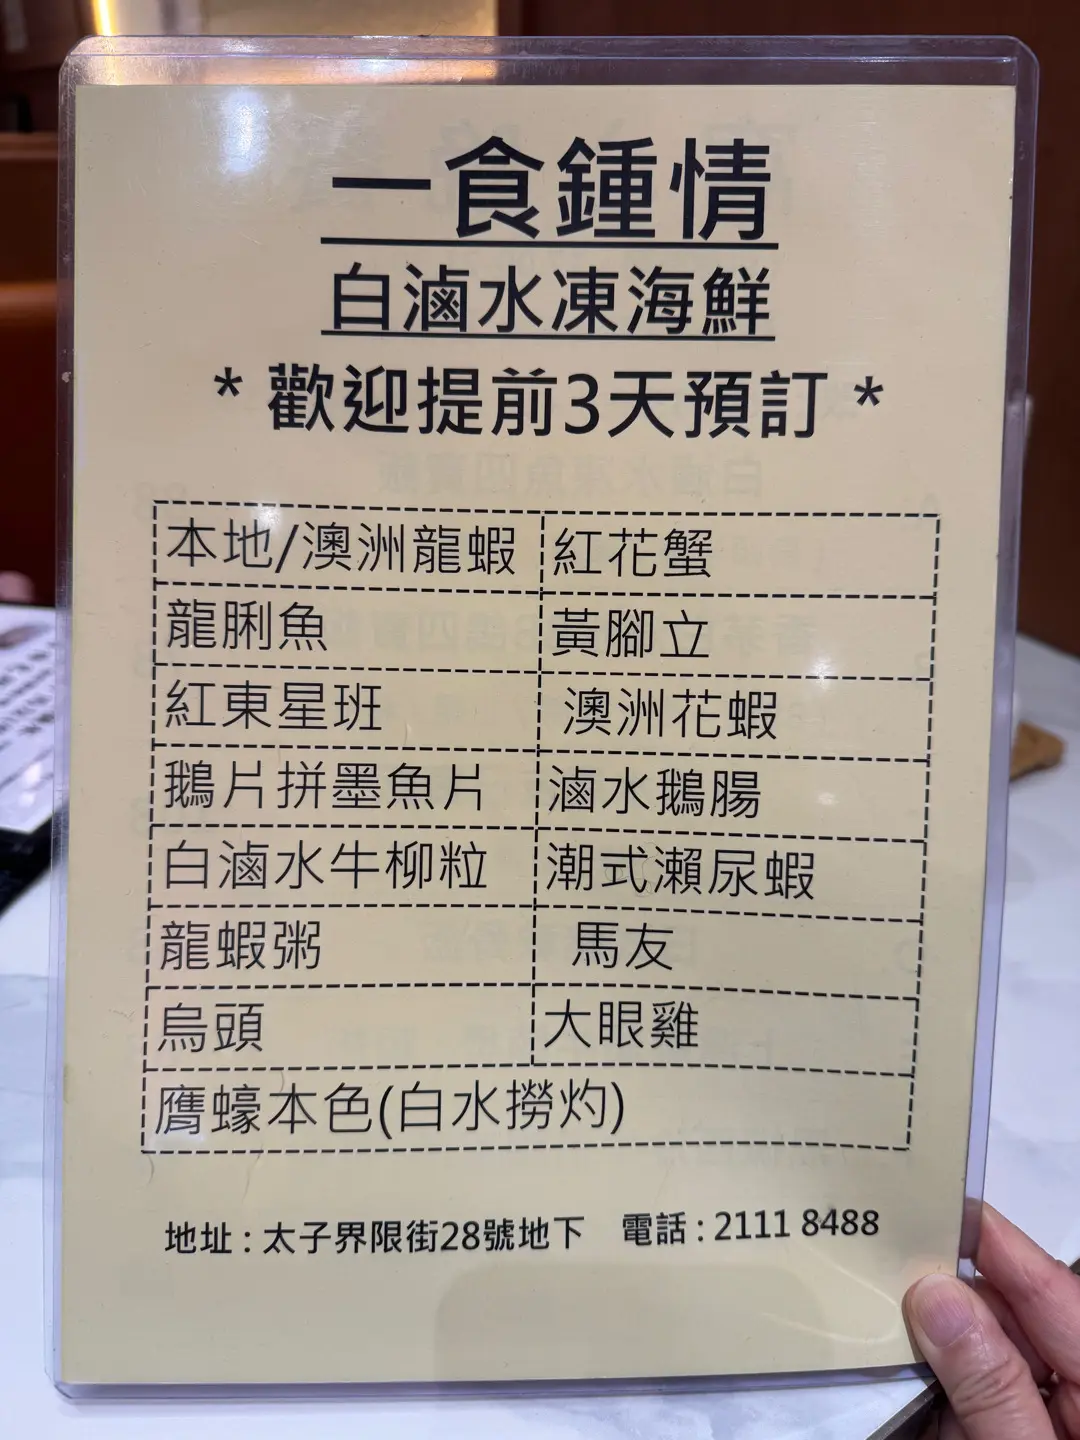 一食鍾情
白滷水凍海鮮
* 歡迎提前3天預訂 *
本地/澳洲龍蝦 紅花蟹
龍脷魚 黃腳立
紅東星班 澳洲花蝦
鵝片拼墨魚片 滷水鵝腸
白滷水牛柳粒 潮式瀨尿蝦
龍蝦粥 馬友
烏頭 大眼雞
膶蠔本色(白水撈灼)
地址 : 太子界限街28號地下 電話 : 2111 8488